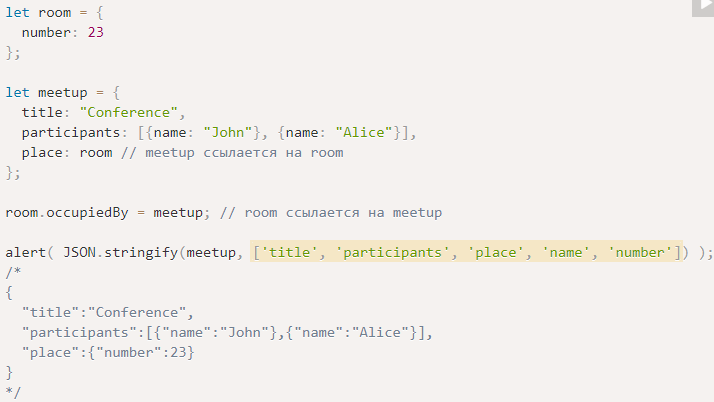 let room = {
  number: 23
};

let meetup = {
  title: "Conference",
  participants: [{name: "John"}, {name: "Alice"}],
  place: room // meetup ссылается на room
};

room.occupiedBy = meetup; // room ссылается на meetup

alert( JSON.stringify(meetup, ['title', 'participants', 'place', 'name', 'number']) );
/*
{
  "title":"Conference",
  "participants":[{"name":"John"},{"name":"Alice"}],
  "place":{"number":23}
}
*/